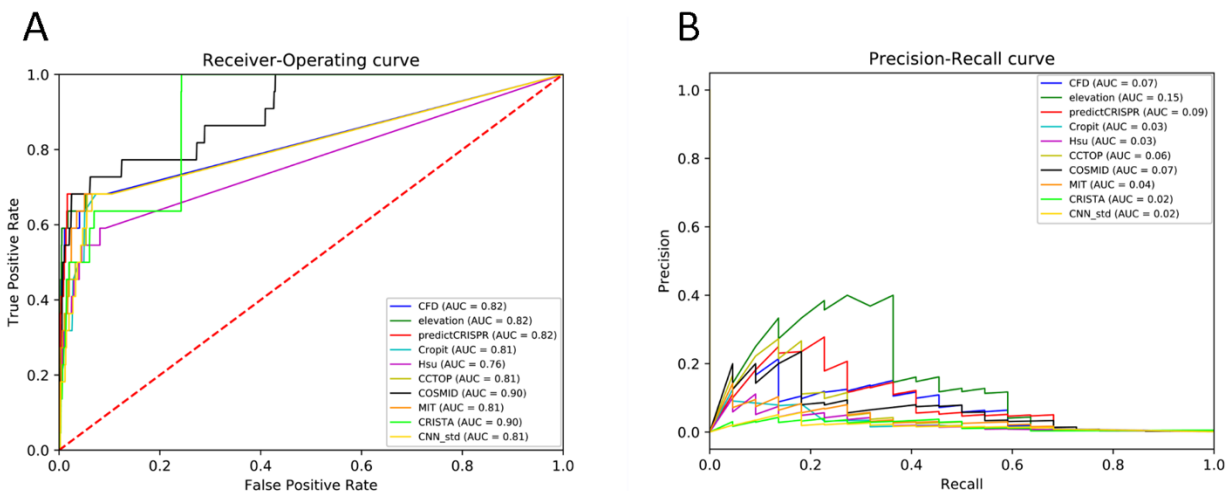 A
Receiver-Operating curve
True Positive Rate
1.0
0.8
0.6
0.4
0.2
0.0
0.0
0.2
0.4
0.6
0.8
1.0
False Positive Rate
CFD (AUC = 0.82)
elevation (AUC = 0.82)
predictCRISPR (AUC = 0.82)
Cropit (AUC = 0.81)
Hsu (AUC = 0.76)
CCTOP (AUC = 0.81)
COSMID (AUC = 0.90)
MIT (AUC = 0.81)
CRISTA (AUC = 0.90)
CNN_std (AUC = 0.81)
B
Precision-Recall curve
Precision
1.0
0.8
0.6
0.4
0.2
0.0
0.0
0.2
0.4
0.6
0.8
1.0
Recall
CFD (AUC = 0.07)
elevation (AUC = 0.15)
predictCRISPR (AUC = 0.09)
Cropit (AUC = 0.03)
Hsu (AUC = 0.03)
CCTOP (AUC = 0.06)
COSMID (AUC = 0.07)
MIT (AUC = 0.04)
CRISTA (AUC = 0.02)
CNN_std (AUC = 0.02)